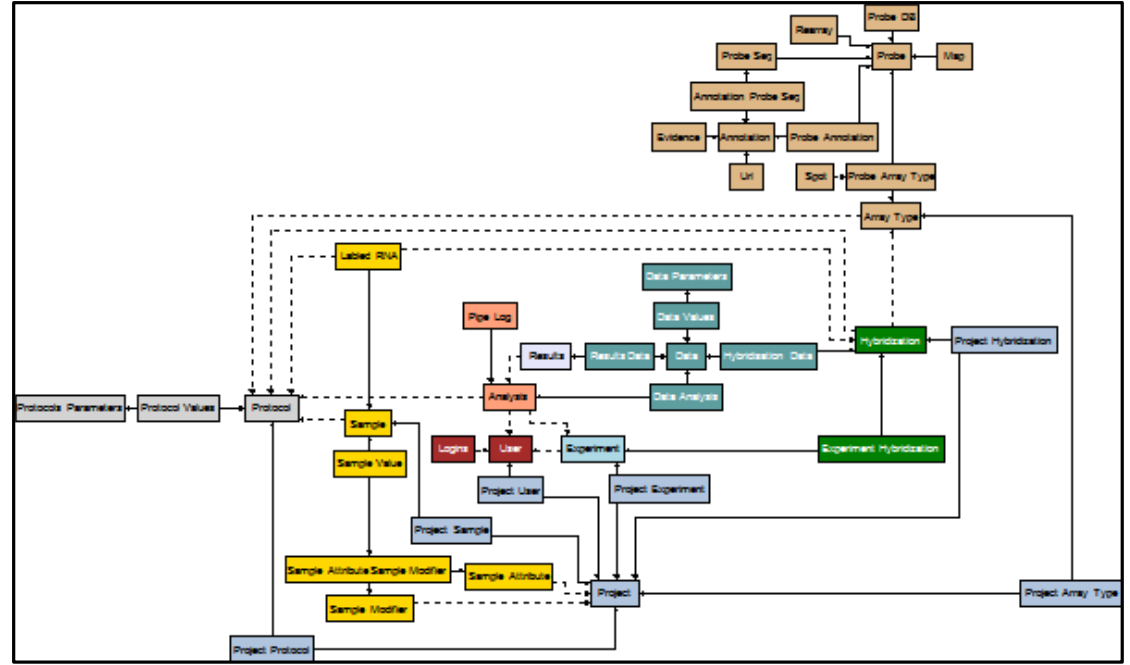 Probe DB
Rearray
Probe Seq
Probe
Map
Annotation Probe Seq
Evidence
Annotation
Probe Annotation
Url
Spot
Probe Array Type
Array Type
Labled RNA
Data Parameters
Pipe Log
Data Values
Hybridization
Project Hybridization
Results
Results Data
Data
Hybridisation Data
Analysis
Data Analysis
Protocols Parameters
Protocol Values
Protocol
Sample
Logins
User
Experiment
Experiment Hybridization
Sample Value
Project User
Project Experiment
Project Sample
Sample Attribute Sample Modifier
Sample Attribute
Project
Project Array Type
Sample Modifier
Project Protocol